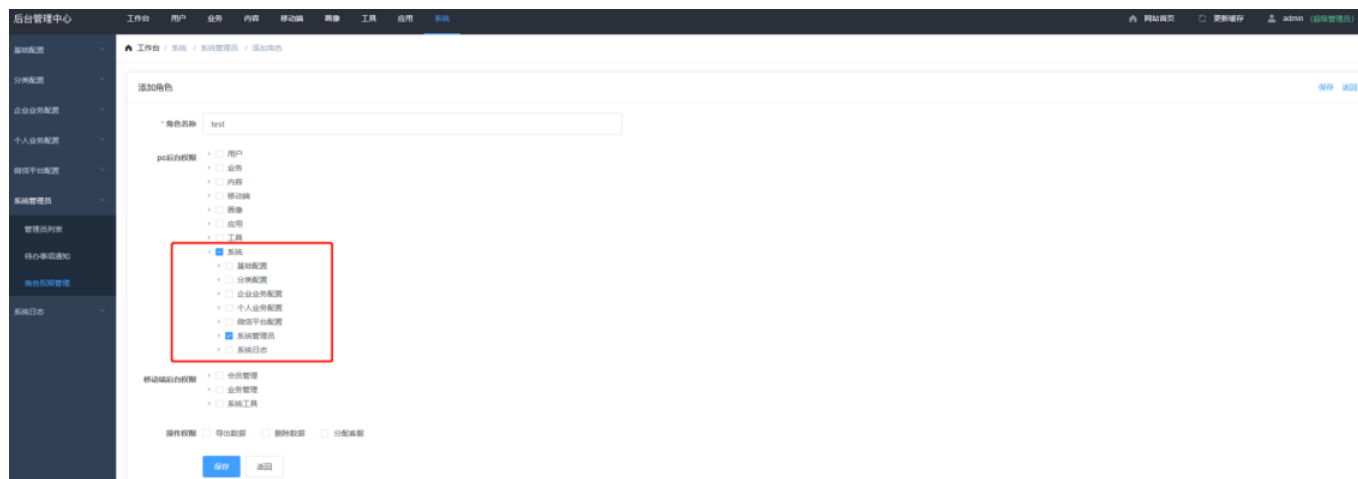 后台管理中心 工作台 用户 业务 内容 移动端 画像 工具 应用 系统 网站首页 更新缓存 admin (超级管理员)
基础配置
分类配置
企业业务配置
个人业务配置
微信平台配置
系统管理员
管理员列表
待办事项通知
角色权限管理
系统日志
工作台 / 系统 / 系统管理员 / 添加角色
添加角色 保存 返回
* 角色名称 test
pc后台权限 用户
业务
内容
移动端
画像
应用
工具
系统
基础配置
分类配置
企业业务配置
个人业务配置
微信平台配置
系统管理员
系统日志
移动端后台权限 会员管理
业务管理
系统工具
操作权限 导出数据 删除数据 分配客服
保存 返回